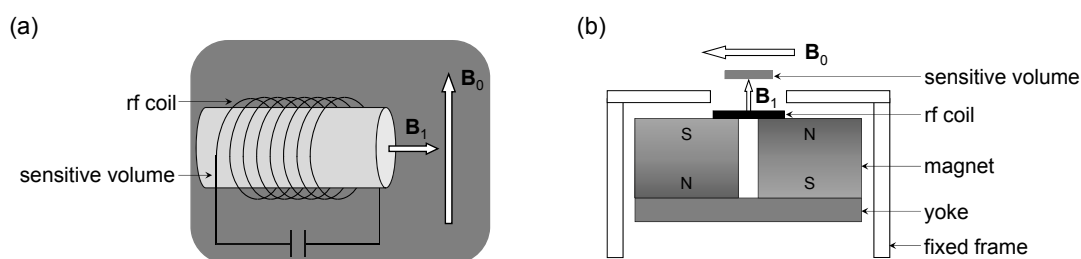 (a)
rf coil
sensitive volume
B1
B0
(b)
B0
sensitive volume
B1
rf coil
S
N
magnet
N
S
yoke
fixed frame